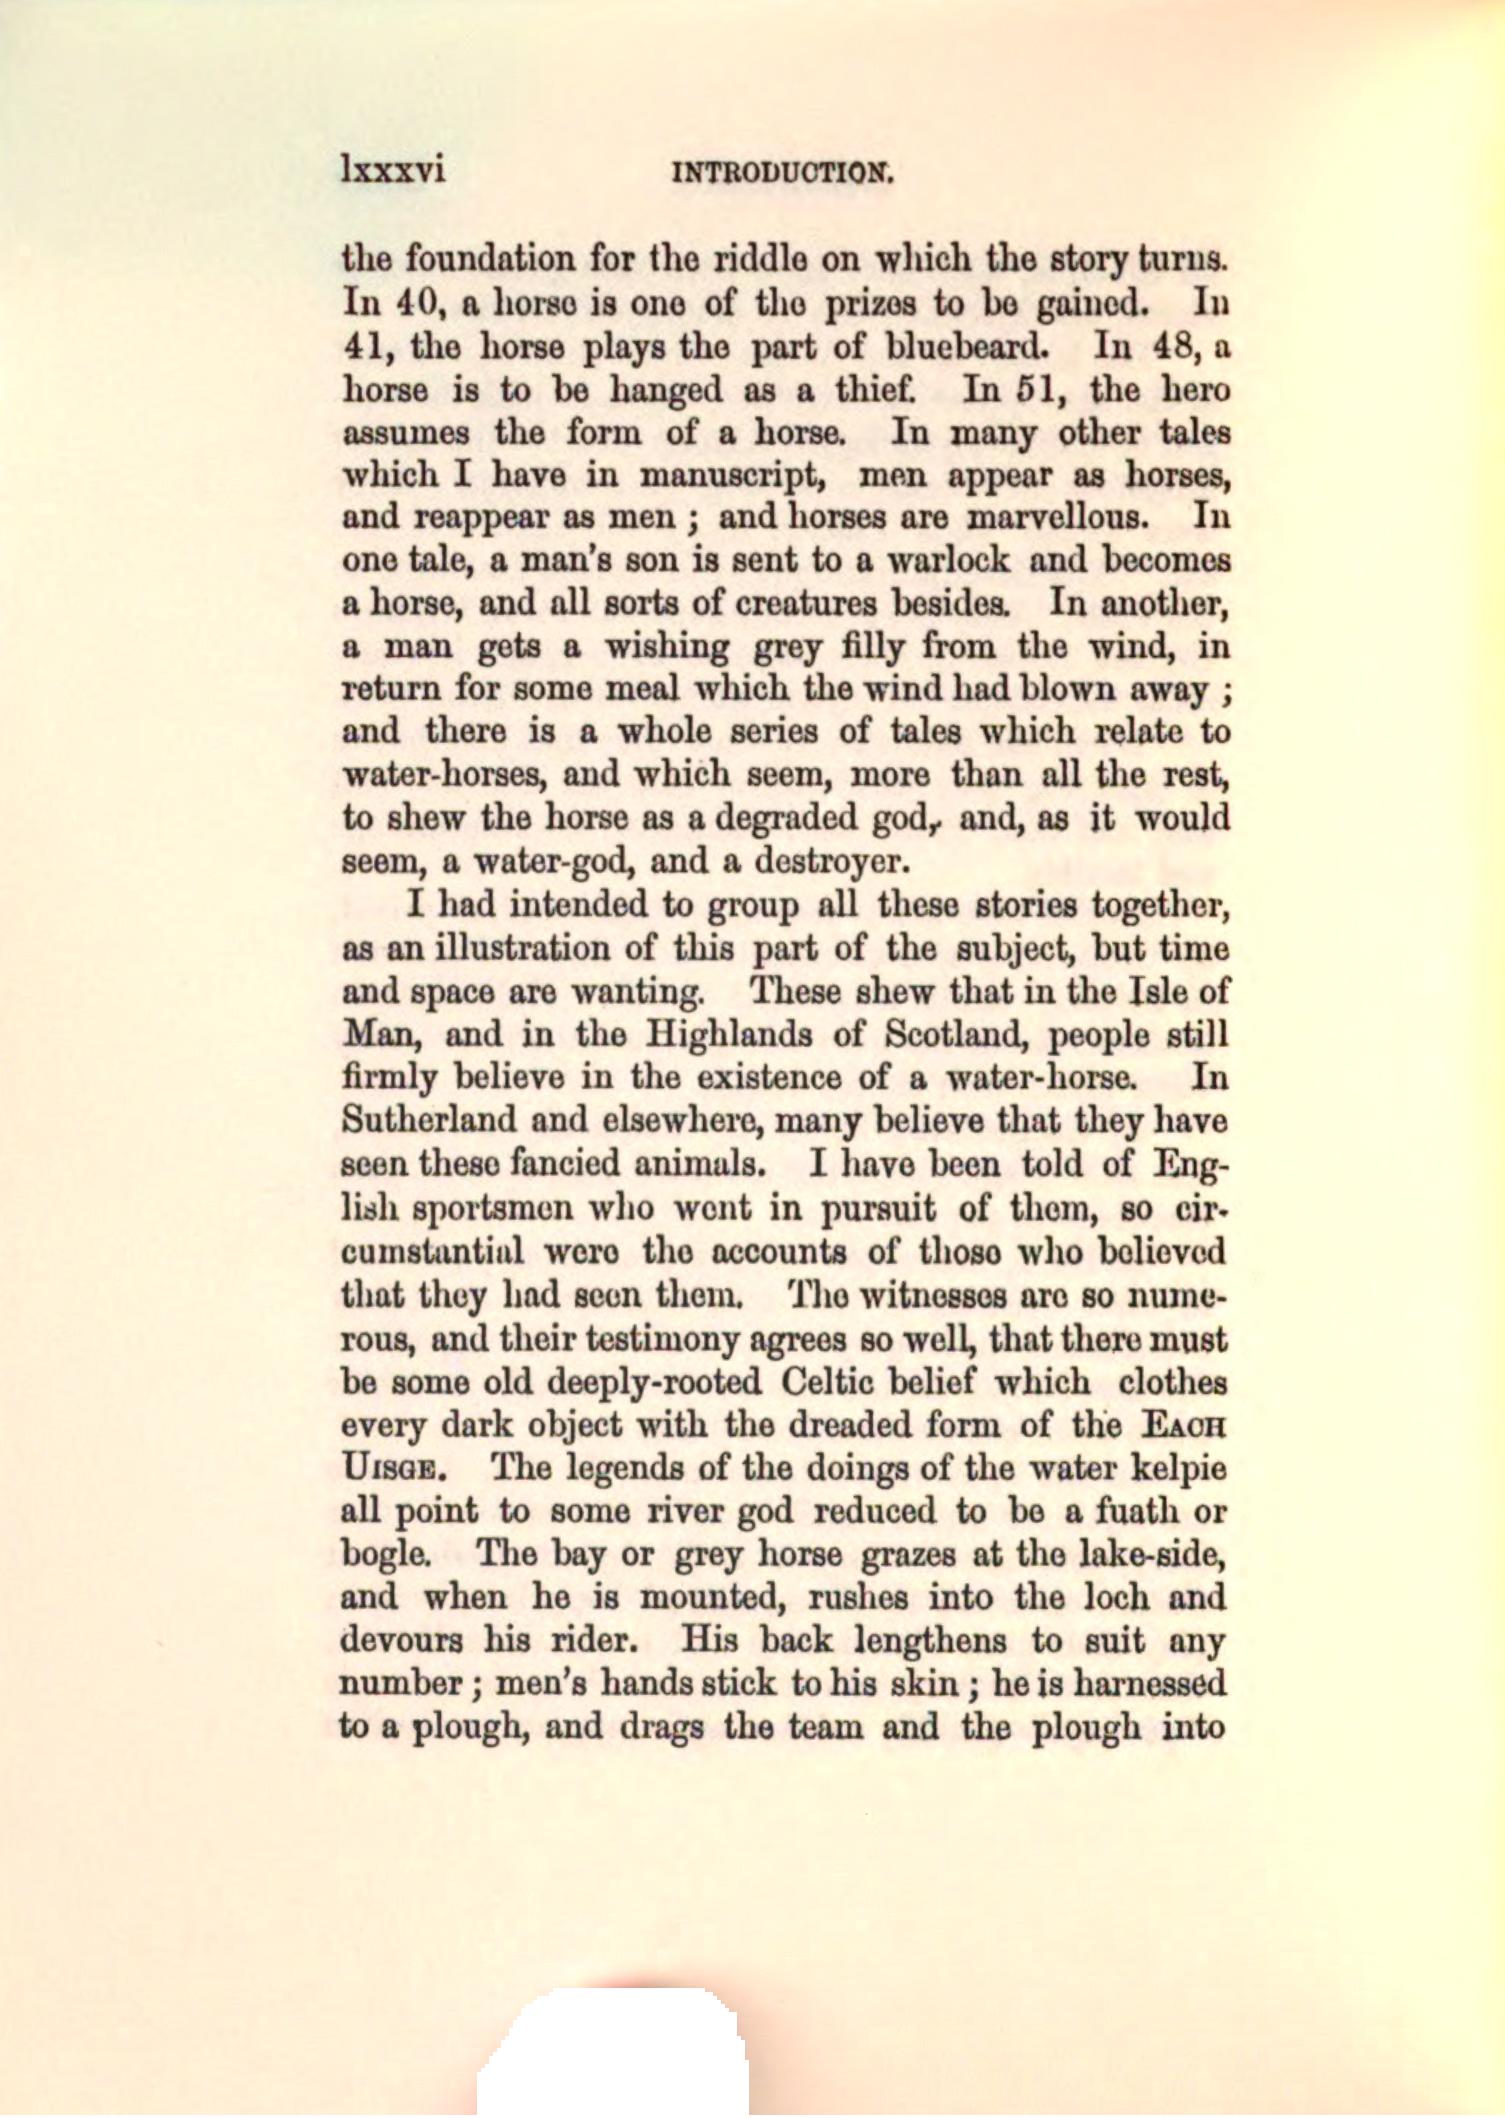 lxxxvi INTRODUCTION.
the foundation for the riddle on which the story turns.
In 40, a horse is one of the prizes to be gained. In
41, the horse plays the part of bluebeard. In 48, a
horse is to be hanged as a thief. In 51, the hero
assumes the form of a horse. In many other tales
which I have in manuscript, men appear as horses,
and reappear as men ; and horses are marvellous. In
one tale, a man's son is sent to a warlock and becomes
a horse, and all sorts of creatures besides. In another,
a man gets a wishing grey filly from the wind, in
return for some meal which the wind had blown away ;
and there is a whole series of tales which relate to
water-horses, and which seem, more than all the rest,
to shew the horse as a degraded god, and, as it would
seem, a water-god, and a destroyer.
I had intended to group all these stories together,
as an illustration of this part of the subject, but time
and space are wanting. These shew that in the Isle of
Man, and in the Highlands of Scotland, people still
firmly believe in the existence of a water-horse. In
Sutherland and elsewhere, many believe that they have
seen these fancied animals. I have been told of Eng-
lish sportsmen who went in pursuit of them, so cir-
cumstantial were the accounts of those who believed
that they had seen them. The witnesses are so nume-
rous, and their testimony agrees so well, that there must
be some old deeply-rooted Celtic belief which clothes
every dark object with the dreaded form of the EACH
UISGE. The legends of the doings of the water kelpie
all point to some river god reduced to be a fuath or
bogle. The bay or grey horse grazes at the lake-side,
and when he is mounted, rushes into the loch and
devours his rider. His back lengthens to suit any
number ; men's hands stick to his skin ; he is harnessed
to a plough, and drags the team and the plough into